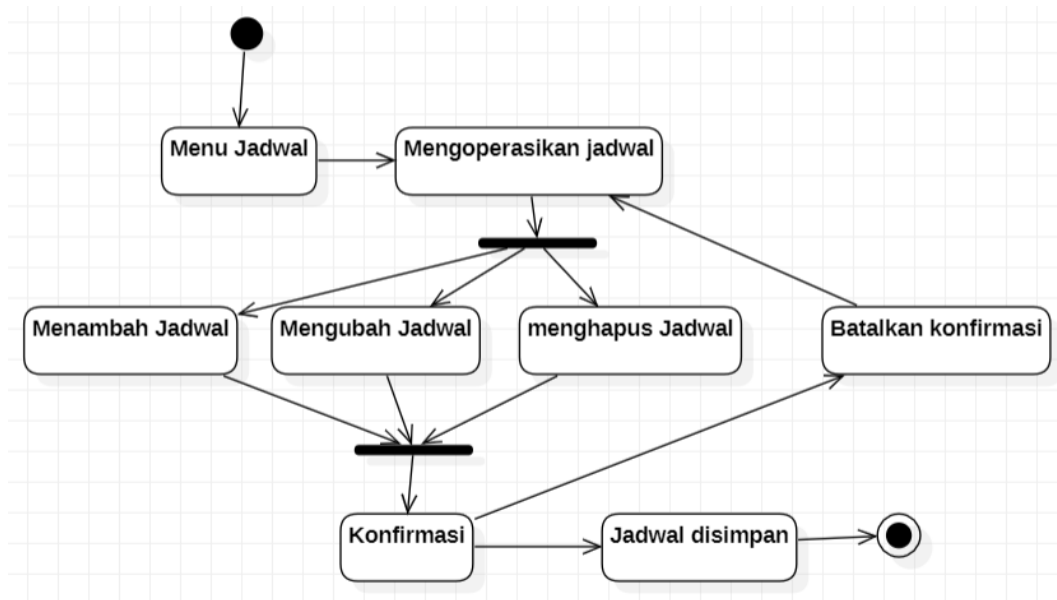 Menu Jadwal
Mengoperasikan jadwal
Menambah Jadwal
Mengubah Jadwal
menghapus Jadwal
Batalkan konfirmasi
Konfirmasi
Jadwal disimpan